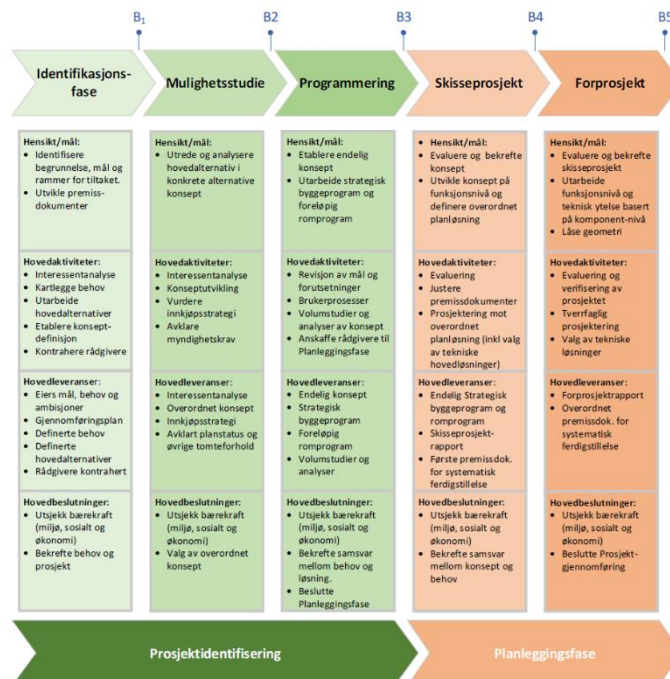 B1
B2
B3
B4
B5
Identifikasjons-
fase
Mulighetsstudie
Programmering
Skisseprosjekt
Forprosjekt
Hensikt/mål:
• Identifisere
begrunnelse, mål og
rammer for tiltaket.
• Utvikle premiss-
dokumenter
Hensikt/mål:
• Utrede og analysere
hovedalternativ i
konkrete alternative
konsept
Hensikt/mål:
• Etablere endelig
konsept
• Utarbeide strategisk
byggeprogram og
foreløpig
romprogram
Hensikt/mål:
• Evaluere og bekrefte
konsept
• Utvikle konsept på
funksjonsnivå og
definere overordnet
planløsning
Hensikt/mål:
• Evaluere og bekrefte
skisseprosjekt
• Utarbeide
funksjonsnivå og
teknisk ytelse basert
på komponent-nivå
• Låse geometri
Hovedaktiviteter:
• Interessentanalyse
• Kartlegge behov
• Utarbeide
hovedalternativer
• Etablere konsept-
definisjon
• Kontrahere rådgivere
Hovedaktiviteter:
• Interessentanalyse
• Konseptutvikling
• Vurdere
innkjøpsstrategi
• Avklare
myndighetskrav
Hovedaktiviteter:
• Revisjon av mål og
forutsetninger
• Brukerprosesser
• Volumstudier og
analyser av konsept
• Anskaffe rådgivere til
Planleggingsfase
Hovedaktiviteter:
• Evaluering
• Justere
premissdokumenter
• Prosjektering mot
overordnet
planløsning (inkl valg
av tekniske
hovedløsninger)
Hovedaktiviteter:
• Evaluering og
verifisering av
prosjektet
• Tverrfaglig
prosjektering
• Valg av tekniske
løsninger
Hovedleveranser:
• Eiers mål, behov og
ambisjoner
• Gjennomføringsplan
• Definerte behov
• Definerte
hovedalternativer
• Rådgivere kontrahert
Hovedleveranser:
• Interessentanalyse
• Overordnet konsept
• Innkjøpsstrategi
• Avklart planstatus og
øvrige tomteforhold
Hovedleveranser:
• Endelig konsept
• Strategisk
byggeprogram
• Foreløpig
romprogram
• Volumstudier og
analyser
Hovedleveranser:
• Endelig Strategisk
byggeprogram og
romprogram
• Skisseprosjekt-
rapport
• Første premissdok.
for systematisk
ferdigstillelse
Hovedleveranser:
• Forprosjektrapport
• Overordnet
premissdok. for
systematisk
ferdigstillelse
Hovedbeslutninger:
• Utsjekk bærekraft
(miljø, sosialt og
økonomi)
• Bekrefte behov og
prosjekt
Hovedbeslutninger:
• Utsjekk bærekraft
(miljø, sosialt og
økonomi)
• Valg av overordnet
konsept
Hovedbeslutninger:
• Utsjekk bærekraft
(miljø, sosialt og
økonomi)
• Bekrefte samsvar
mellom behov og
løsning.
• Beslutte
Planleggingsfase
Hovedbeslutninger:
• Utsjekk bærekraft
(miljø, sosialt og
økonomi)
• Bekrefte samsvar
mellom konsept og
behov
Hovedbeslutninger:
• Utsjekk bærekraft
(miljø, sosialt og
økonomi)
• Beslutte Prosjekt-
gjennomføring
Prosjektidentifisering
Planleggingsfase